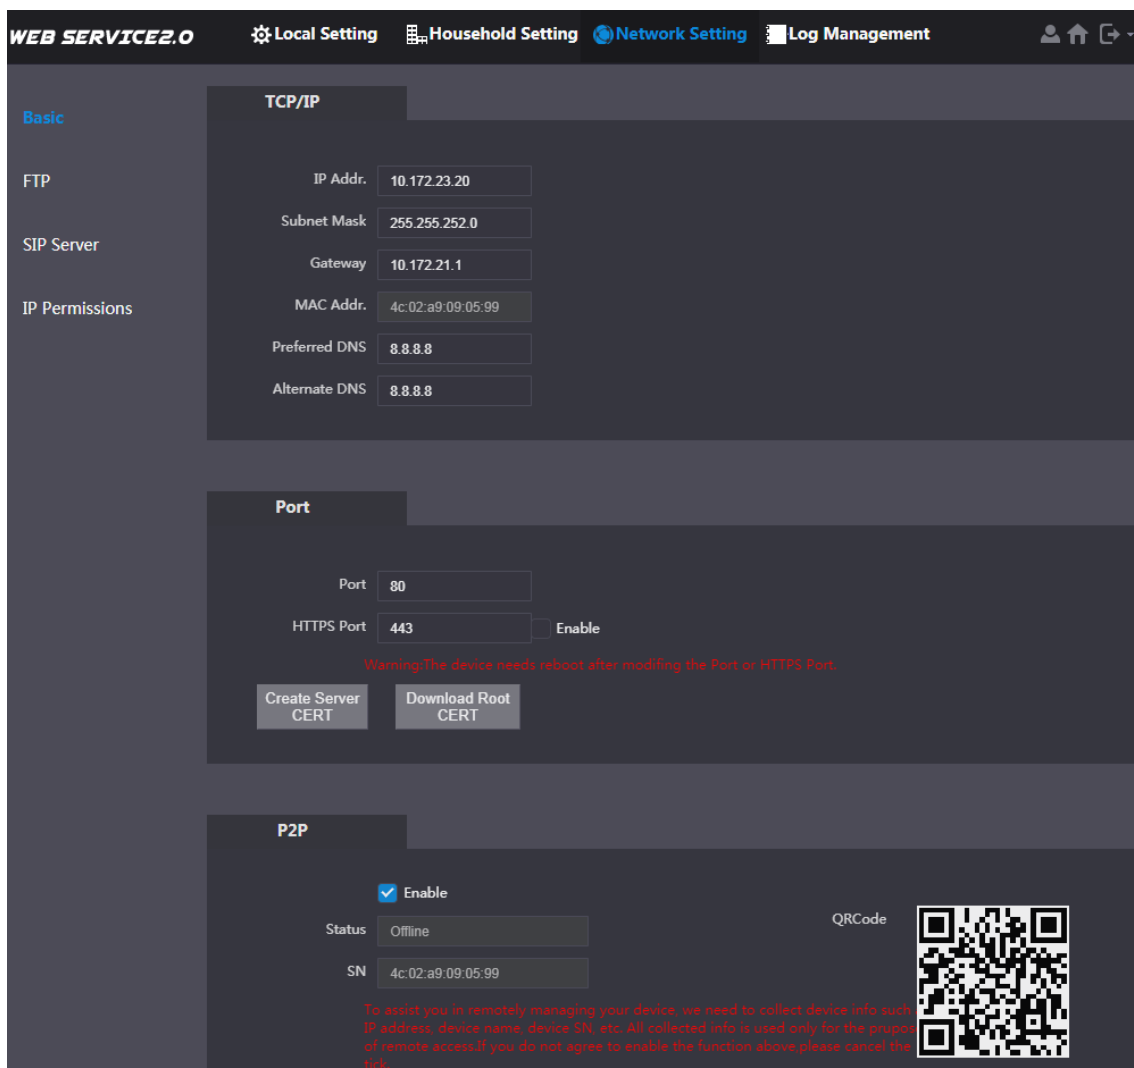 WEB SERVICE2.0
Local Setting
Household Setting
Network Setting
Log Management
Basic
FTP
SIP Server
IP Permissions
TCP/IP
IP Addr. 10.172.23.20
Subnet Mask 255.255.252.0
Gateway 10.172.21.1
MAC Addr. 4c:02:a9:09:05:99
Preferred DNS 8.8.8.8
Alternate DNS 8.8.8.8
Port
Port 80
HTTPS Port 443 Enable
Warning:The device needs reboot after modifing the Port or HTTPS Port.
Create Server
CERT
Download Root
CERT
P2P
Enable
Status Offline
SN 4c:02:a9:09:05:99
QRCode
To assist you in remotely managing your device, we need to collect device info such
IP address, device name, device SN, etc. All collected info is used only for the prupos
of remote access.If you do not agree to enable the function above,please cancel the
tick.